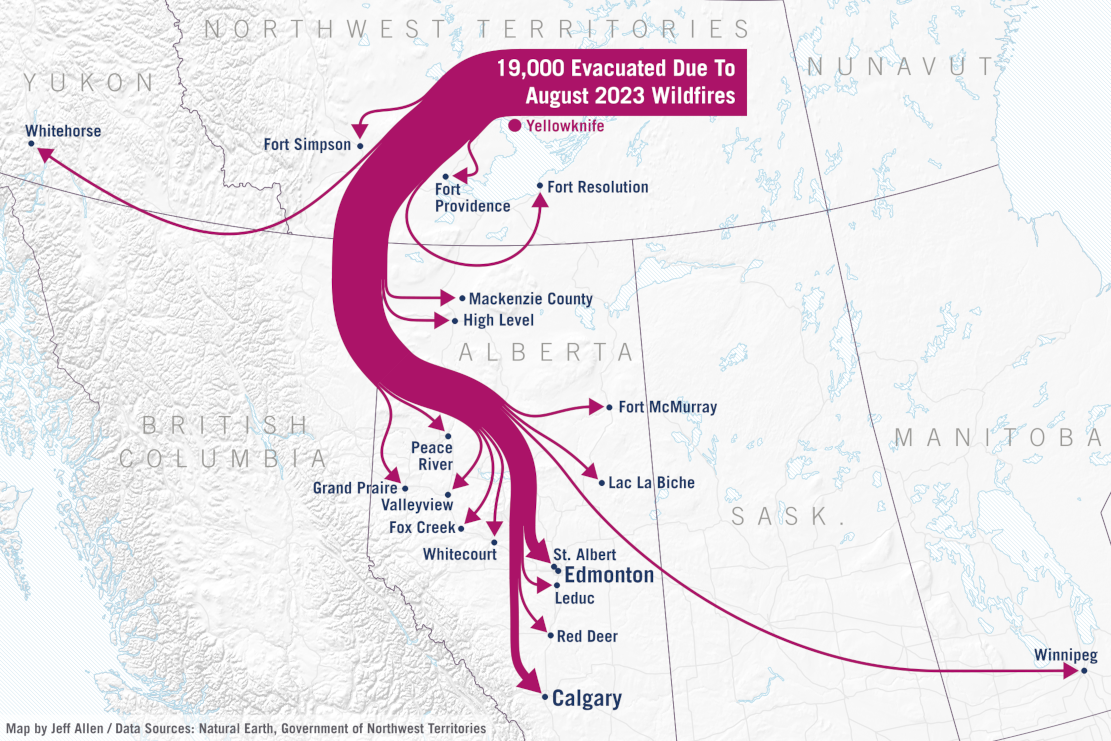 NORTHWEST TERRITORIES
19,000 Evacuated Due To
August 2023 Wildfires
NUNAVUT
YUKON
Yellowknife
Whitehorse
Fort Simpson
Fort
Providence
Fort Resolution
Mackenzie County
High Level
ALBERTA
Fort McMurray
BRITISH
COLUMBIA
MANITOBA
Peace
River
Lac La Biche
Grand Praire
Valleyview
SASK.
Fox Creek
Whitecourt
St. Albert
Edmonton
Leduc
Red Deer
Winnipeg
Calgary
Map by Jeff Allen / Data Sources: Natural Earth, Government of Northwest Territories